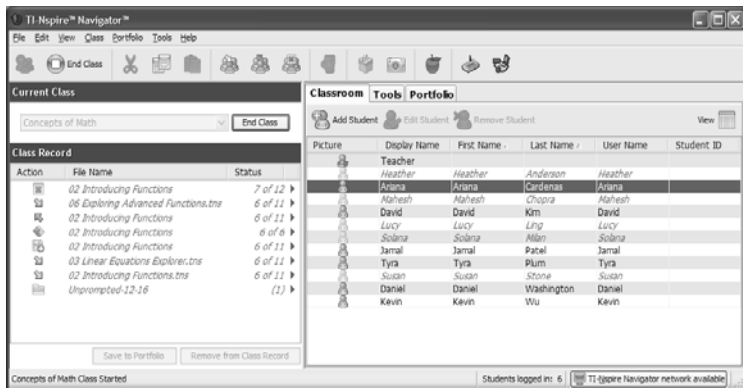 TI-Nspire™ Navigator™
File Edit View Class Portfolio Tools Help
End Class
Current Class
Concepts of Math End Class
Class Record
Action File Name Status
02 Introducing Functions 7 of 12
06 Exploring Advanced Functions.tns 6 of 11
02 Introducing Functions 6 of 11
02 Introducing Functions 6 of 6
02 Introducing Functions 6 of 11
03 Linear Equations Explorer.tns 6 of 11
02 Introducing Functions.tns 6 of 11
Unprompted-12-16 (1)
Save to Portfolio Remove from Class Record
Classroom Tools Portfolio
Add Student Edit Student Remove Student View
Picture Display Name First Name Last Name User Name Student ID
Teacher
Heather Heather Anderson Heather
Ariana Ariana Cardenas Ariana
Mahesh Mahesh Chopra Mahesh
David David Kim David
Lucy Lucy Ling Lucy
Solana Solana Milan Solana
Jamal Jamal Patel Jamal
Tyra Tyra Plum Tyra
Susan Susan Stone Susan
Daniel Daniel Washington Daniel
Kevin Kevin Wu Kevin
Concepts of Math Class Started Students logged in: 6 TI-Nspire Navigator network available